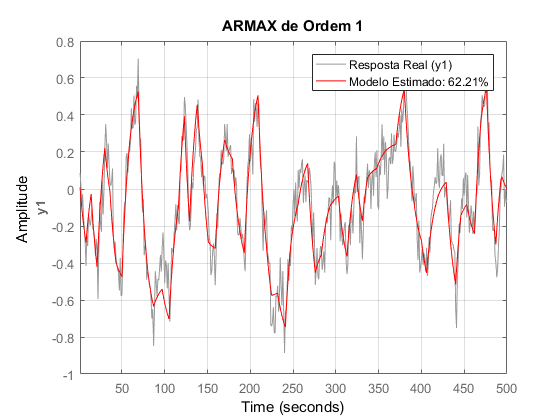 ARMAX de Ordem 1
Resposta Real (y1)
Modelo Estimado: 62.21%
Amplitude
y1
0.8
0.6
0.4
0.2
0
-0.2
-0.4
-0.6
-0.8
-1
50 100 150 200 250 300 350 400 450 500
Time (seconds)